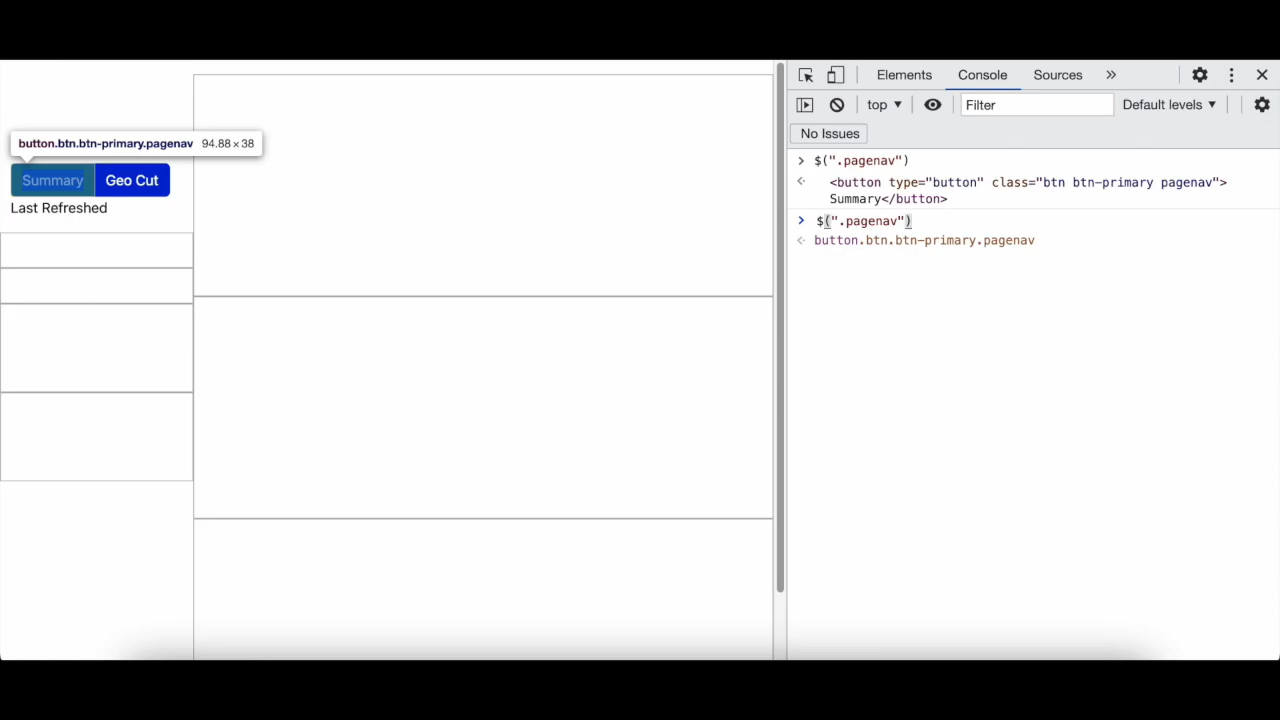 button.btn.btn-primary.pagenav 94.88×38
Summary Geo Cut
Last Refreshed
Elements Console Sources »
top ▼ Filter Default levels ▼
No Issues
> $(".pagenav")
<button type="button" class="btn btn-primary pagenav">
Summary</button>
> $(".pagenav")
button.btn.btn-primary.pagenav